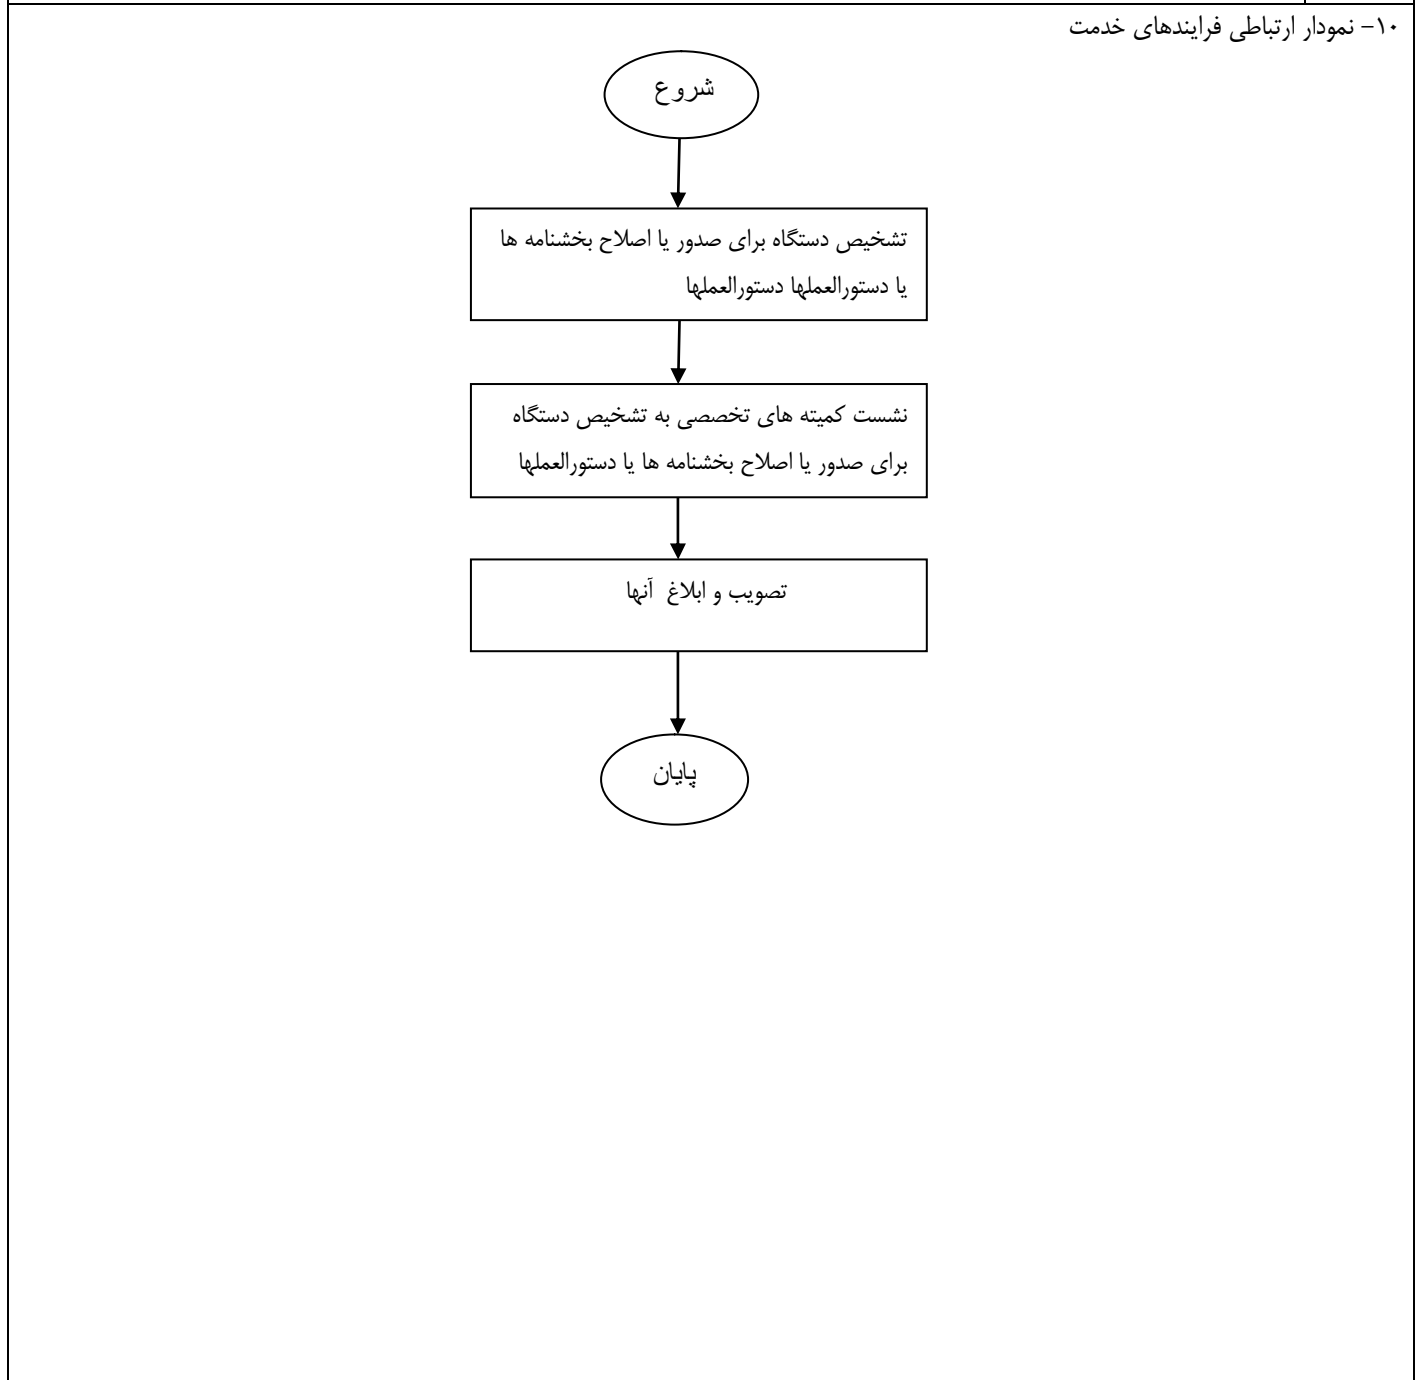 ۱۰- نمودار ارتباطی فرایندهای خدمت
شروع
تشخیص دستگاه برای صدور یا اصلاح بخشنامه ها
یا دستورالعملها دستورالعملها
نشست کمیته های تخصصی به تشخیص دستگاه
برای صدور یا اصلاح بخشنامه ها یا دستورالعملها
تصویب و ابلاغ آنها
پایان